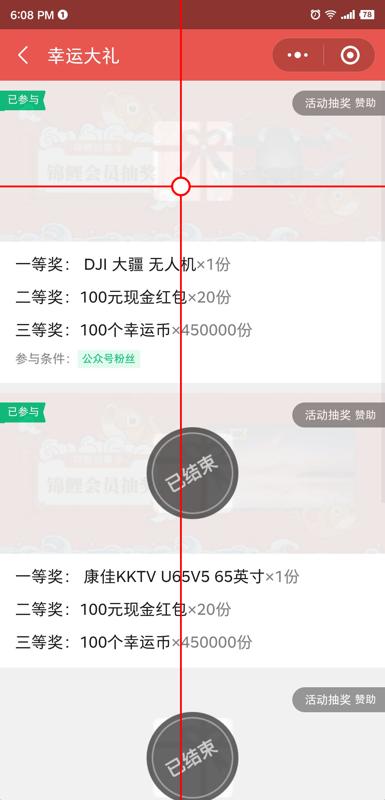 6:08 PM 1
78
幸运大礼
已参与
活动抽奖 赞助
锦鲤会员抽奖
一等奖： DJI 大疆 无人机×1份
二等奖： 100元现金红包×20份
三等奖： 100个幸运币×450000份
参与条件： 公众号粉丝
已参与
活动抽奖 赞助
锦鲤会员抽奖
已结束
一等奖： 康佳KKTV U65V5 65英寸×1份
二等奖： 100元现金红包×20份
三等奖： 100个幸运币×450000份
活动抽奖 赞助
已结束